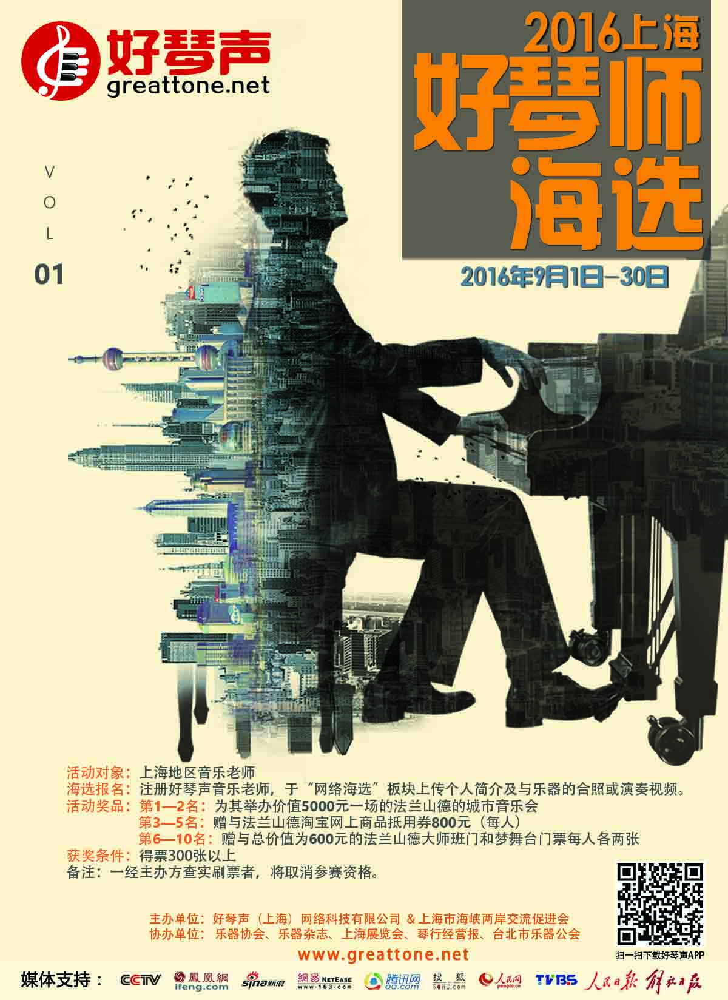 好琴声
greattone.net
2016上海
好琴师
海选
2016年9月1日—30日
VOL
01
活动对象：上海地区音乐老师
海选报名：注册好琴声音乐老师，于“网络海选”板块上传个人简介及与乐器的合照或演奏视频。
活动奖品：第1—2名：为其举办价值5000元一场的法兰山德的城市音乐会
第3—5名：赠与法兰山德淘宝网上商品抵用券800元（每人）
第6—10名：赠与总价值为600元的法兰山德大师班门和梦舞台门票每人各两张
获奖条件：得票300张以上
备注：一经主办方查实刷票者，将取消参赛资格。
主办单位：好琴声（上海）网络科技有限公司 & 上海市海峡两岸交流促进会
协办单位： 乐器协会、乐器杂志、上海展览会、琴行经营报、台北市乐器公会
www.greattone.net
扫一扫下载好琴声APP
媒体支持： CCTV 鳳凰網 ifeng.com sina新浪 網易 NETEASE www.163.com 腾讯网 QQ.com 搜狐 SOHU.com 人民网 people.cn TVBS 人民日报 解放日报